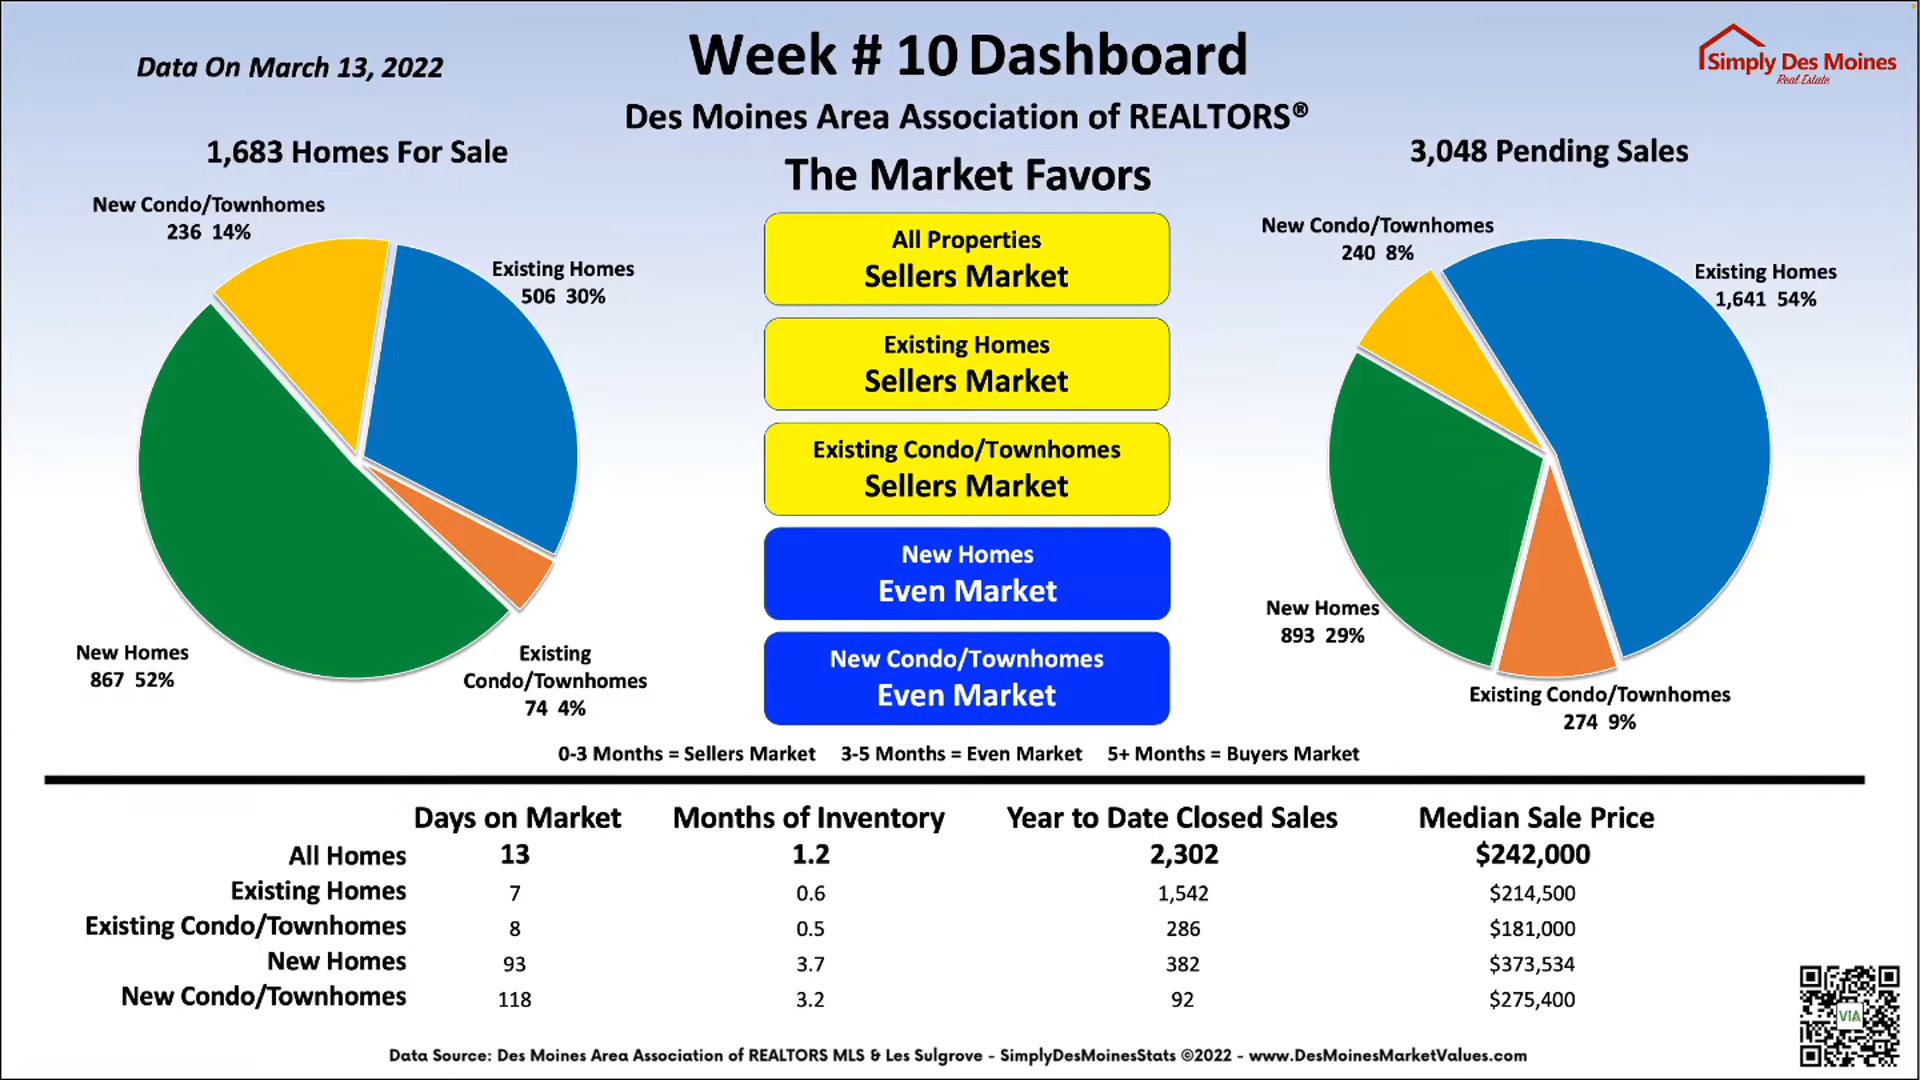 Data On March 13, 2022
Week # 10 Dashboard
Simply Des Moines
Real Estate
Des Moines Area Association of REALTORS®
1,683 Homes For Sale
The Market Favors
3,048 Pending Sales
New Condo/Townhomes
236 14%
Existing Homes
506 30%
New Homes
867 52%
Existing
Condo/Townhomes
74 4%
All Properties
Sellers Market
Existing Homes
Sellers Market
Existing Condo/Townhomes
Sellers Market
New Homes
Even Market
New Condo/Townhomes
Even Market
New Condo/Townhomes
240 8%
Existing Homes
1,641 54%
New Homes
893 29%
Existing Condo/Townhomes
274 9%
0-3 Months = Sellers Market 3-5 Months = Even Market 5+ Months = Buyers Market
Days on Market Months of Inventory Year to Date Closed Sales Median Sale Price
All Homes 13 1.2 2,302 $242,000
Existing Homes 7 0.6 1,542 $214,500
Existing Condo/Townhomes 8 0.5 286 $181,000
New Homes 93 3.7 382 $373,534
New Condo/Townhomes 118 3.2 92 $275,400
VIA
Data Source: Des Moines Area Association of REALTORS MLS & Les Sulgrove - SimplyDesMoinesStats ©2022 - www.DesMoinesMarketValues.com